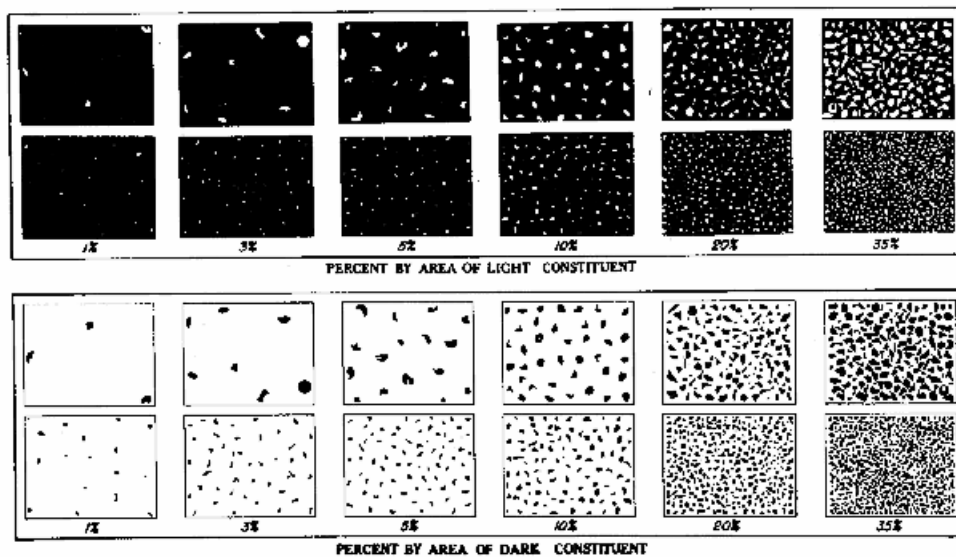 1% 3% 5% 10% 20% 35%
PERCENT BY AREA OF LIGHT CONSTITUENT
1% 3% 5% 10% 20% 35%
PERCENT BY AREA OF DARK CONSTITUENT